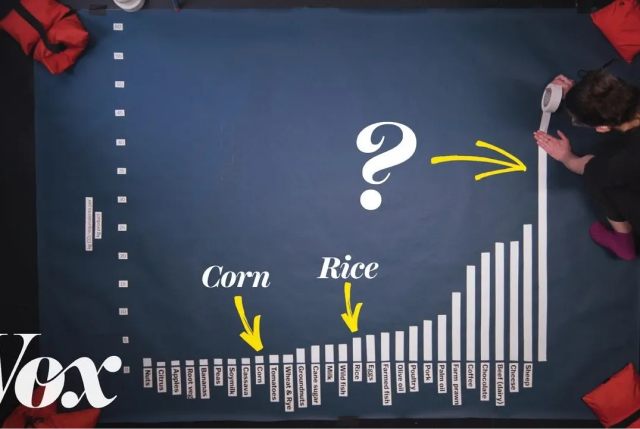 ?
Corn
Rice
Vox
Nuts
Citrus
Apples
Root veg
Bananas
Peas
Soymilk
Cassava
Corn
Tomatoes
Wheat & Rye
Groundnuts
Cane sugar
Milk
Wild fish
Rice
Eggs
Farmed fish
Olive oil
Poultry
Pork
Palm oil
Farm prawn
Coffee
Chocolate
Beef (dairy)
Cheese
Sheep